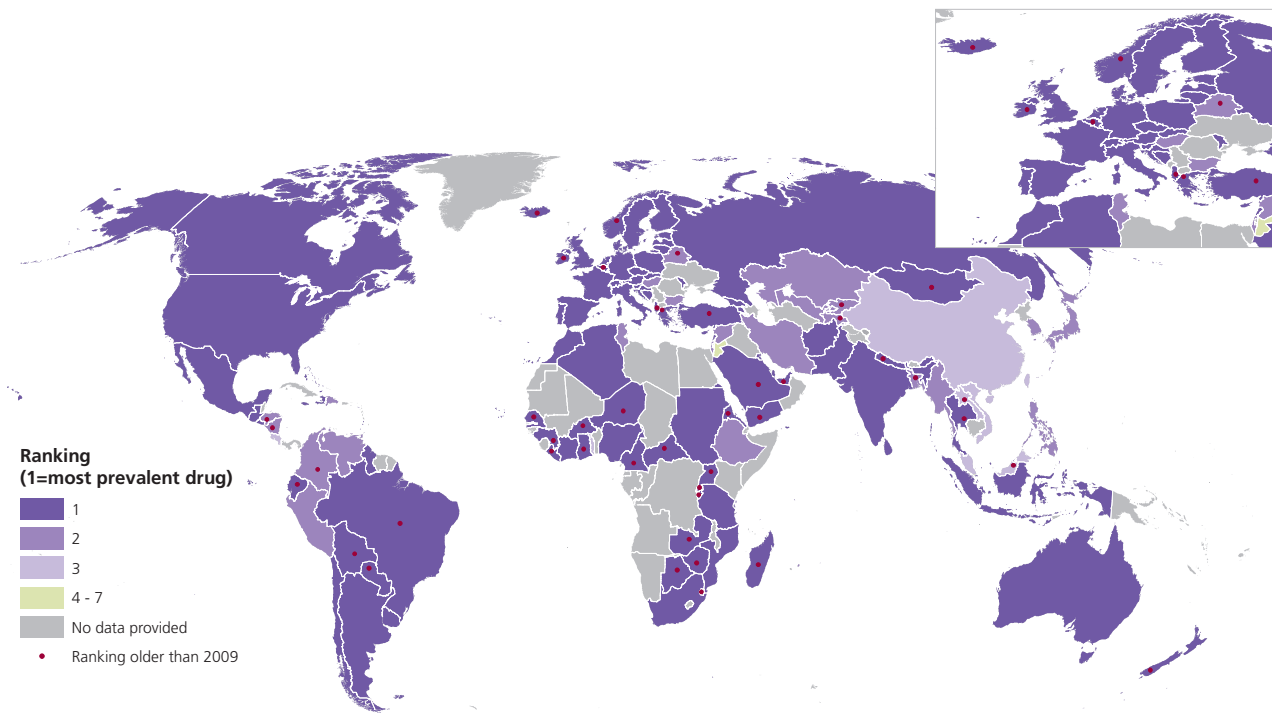 Ranking
(1=most prevalent drug)
1
2
3
4 - 7
No data provided
Ranking older than 2009